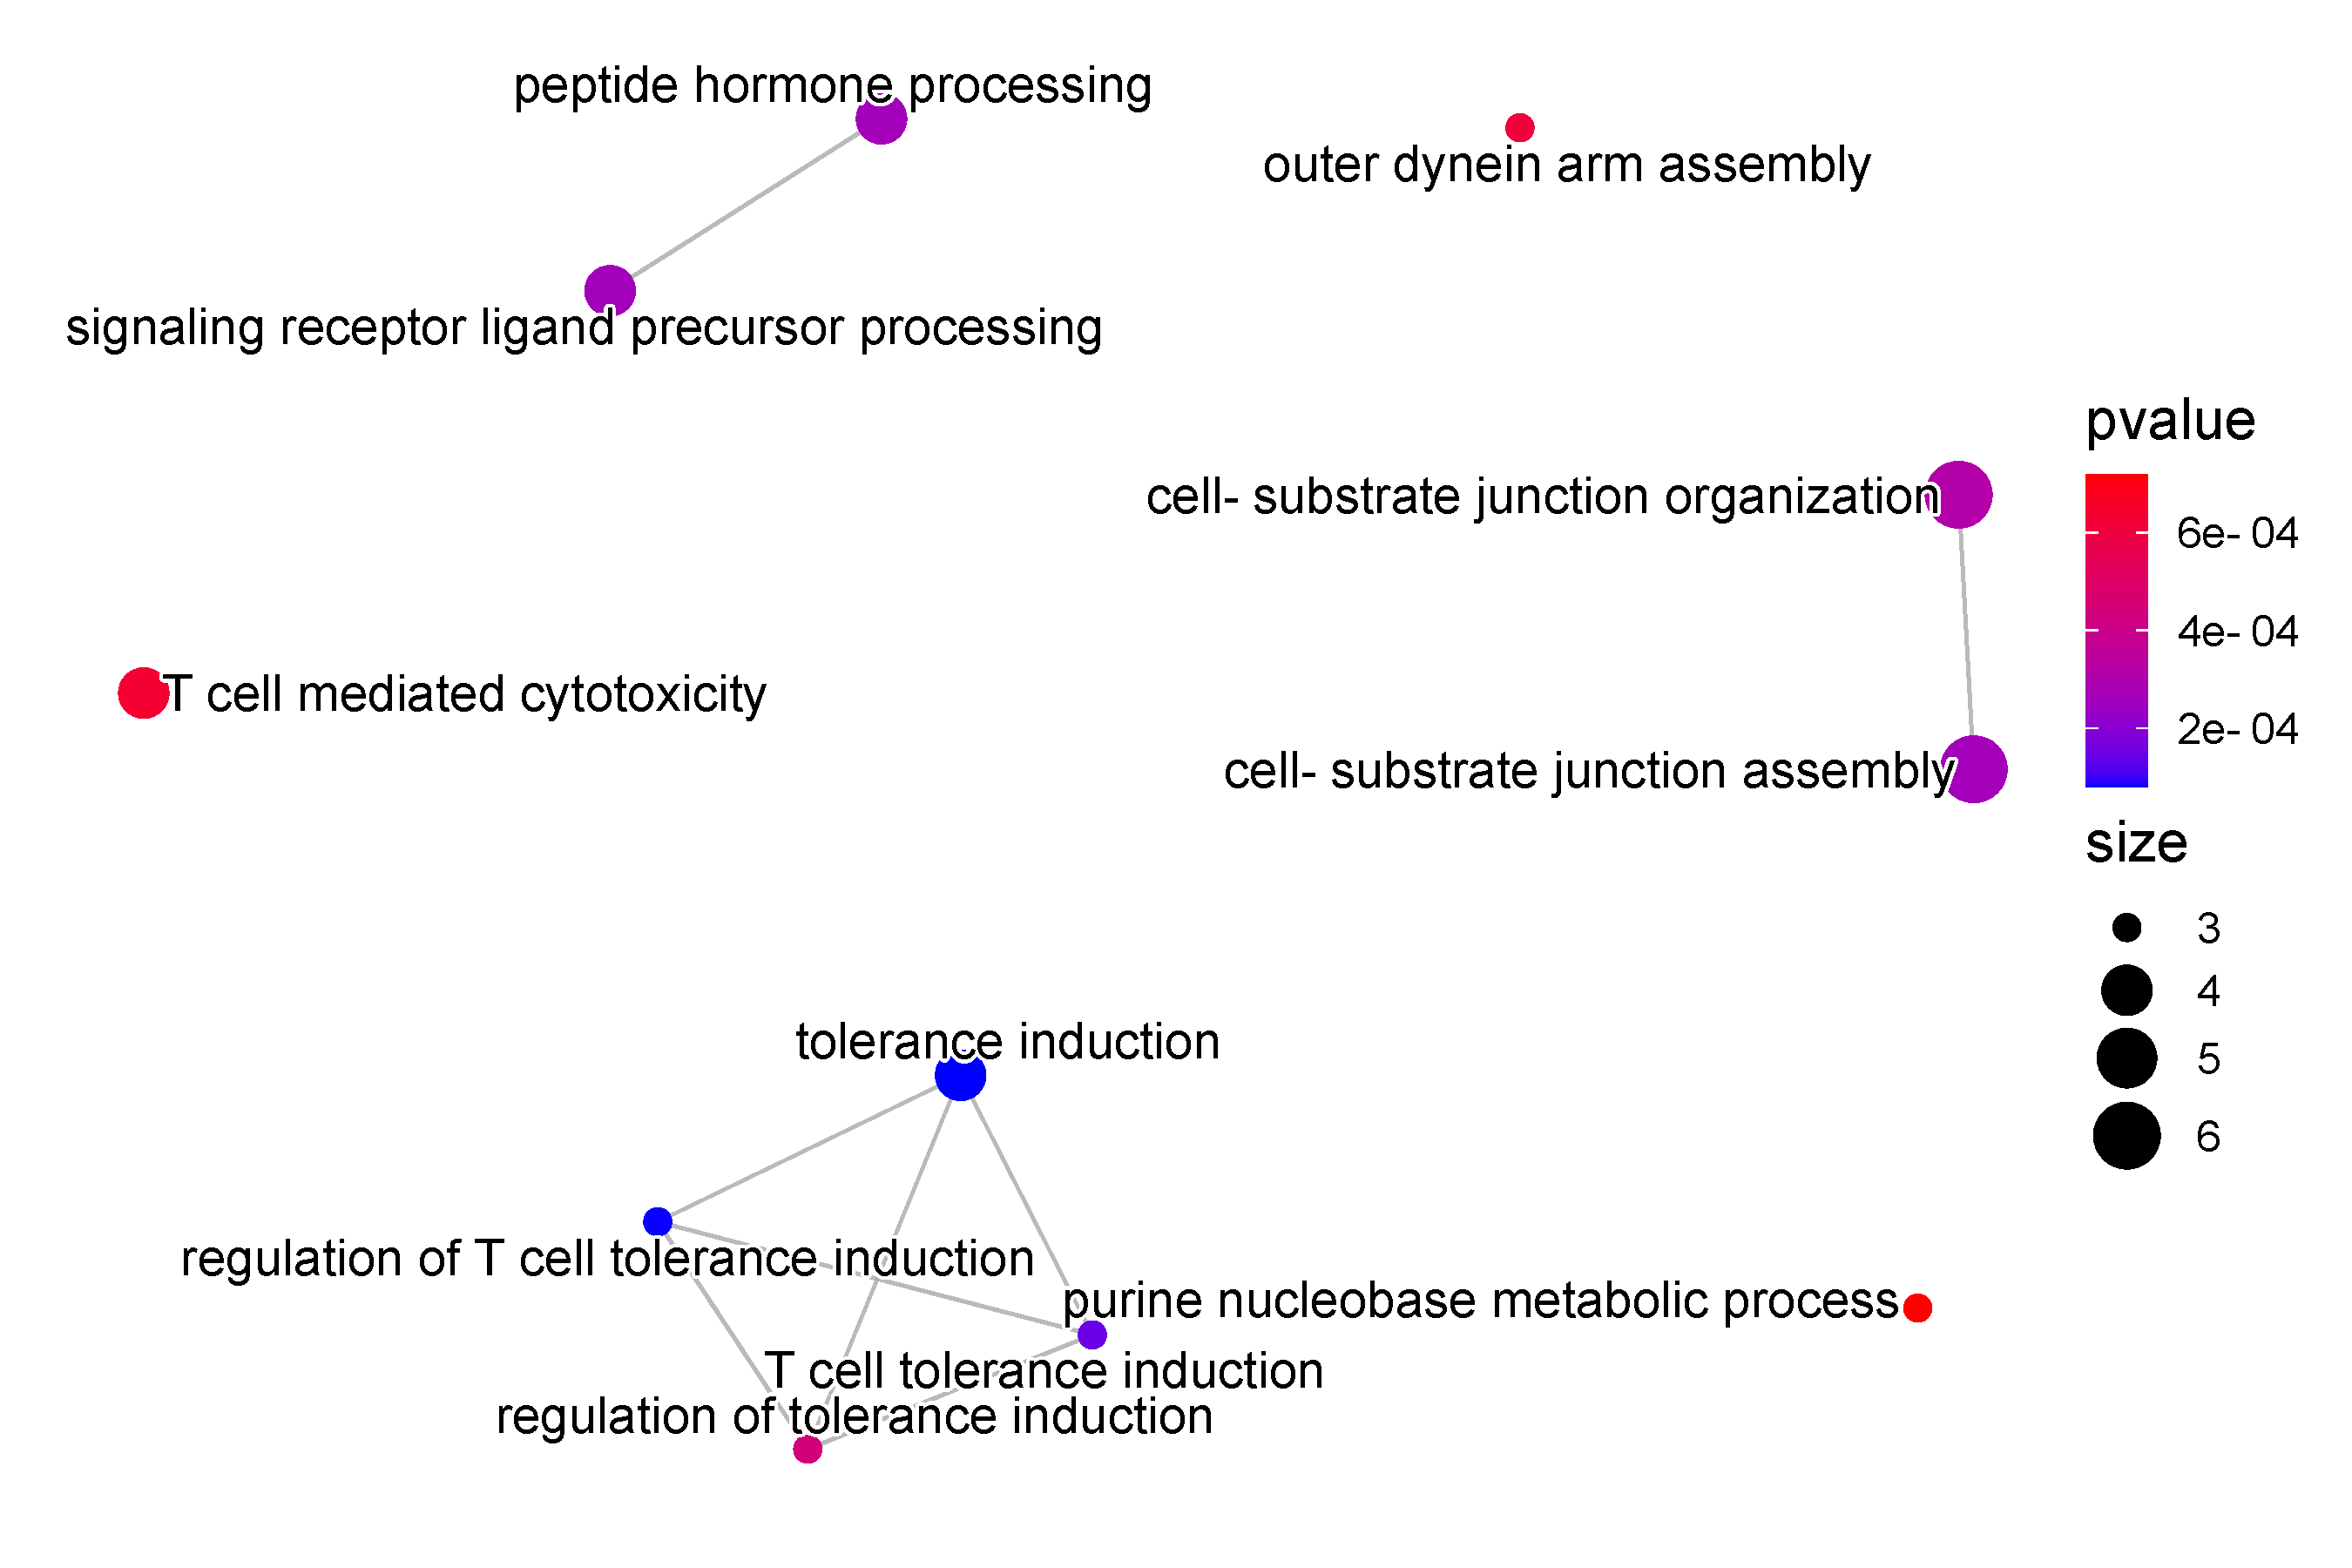 peptide hormone processing
outer dynein arm assembly
signaling receptor ligand precursor processing
pvalue
cell- substrate junction organization
6e- 04
4e- 04
T cell mediated cytotoxicity
2e- 04
cell- substrate junction assembly
size
3
4
tolerance induction
5
6
regulation of T cell tolerance induction
purine nucleobase metabolic process
T cell tolerance induction
regulation of tolerance induction